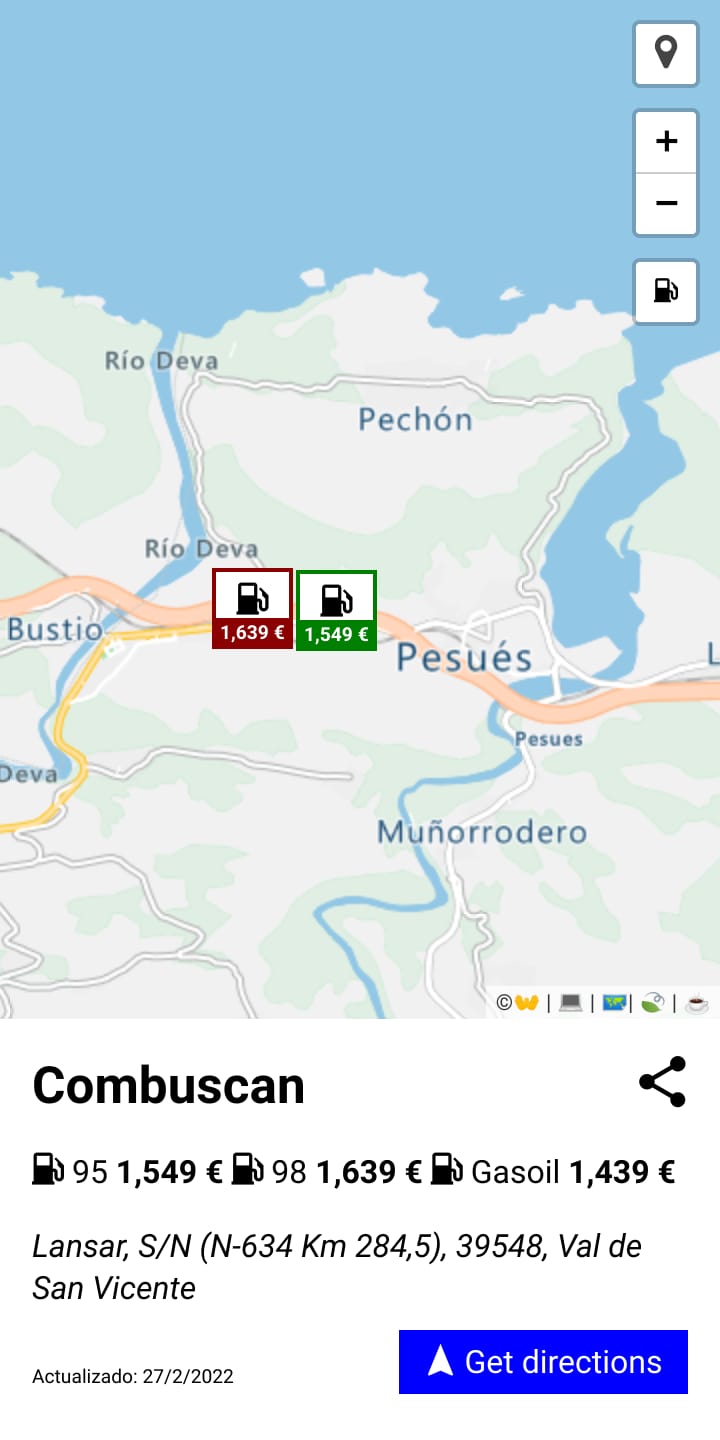 +
−
Río Deva
Pechón
Río Deva
1,639 €
1,549 €
Bustio
Pesués
L
Pesues
Deva
Muñorrodero
© | | | |
Combuscan
95 1,549 € 98 1,639 € Gasoil 1,439 €
Lansar, S/N (N-634 Km 284,5), 39548, Val de
San Vicente
Actualizado: 27/2/2022
Get directions